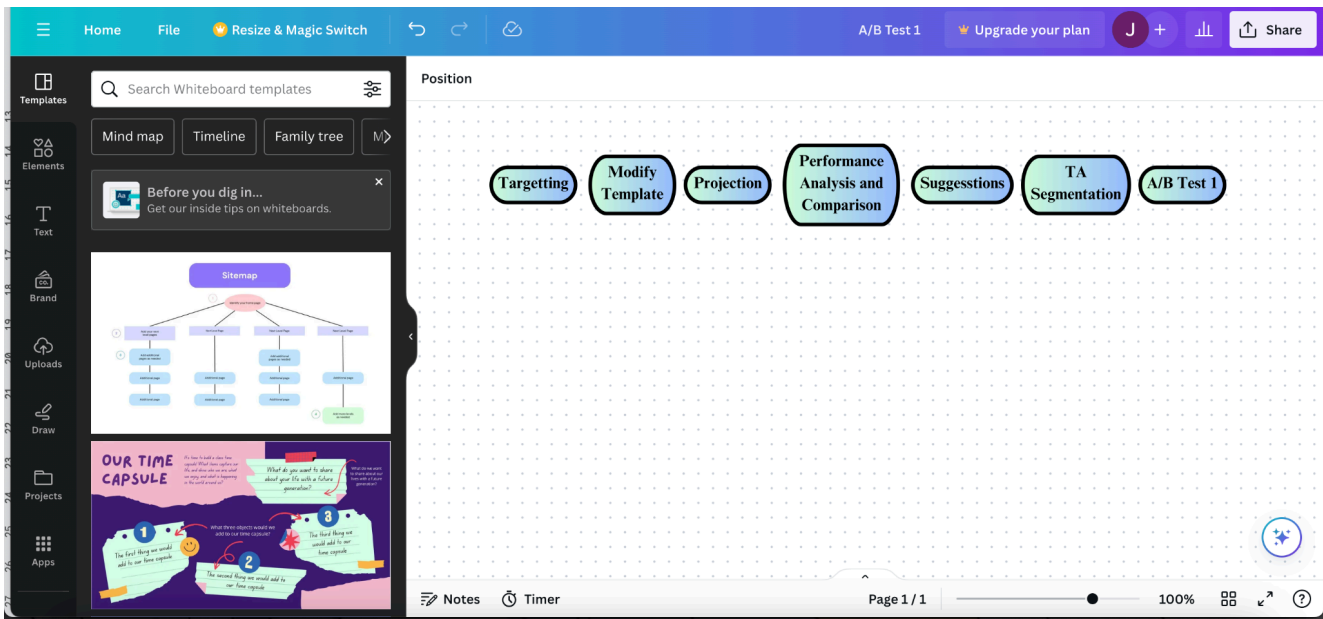 Home File Resize & Magic Switch A/B Test 1 Upgrade your plan J + Share
Templates
Elements
Text
Brand
CO.
Uploads
Draw
Projects
Apps
Search Whiteboard templates
Mind map Timeline Family tree M
Before you dig in...
Get our inside tips on whiteboards.
Sitemap
OUR TIME
CAPSULE
What do you want to share
about your life with a future
generation?
What three objects would we
add to our time capsule?
1
The first thing we would
add to our time capsule
2
The second thing we would add to
our time capsule
3
The third thing we
would add to our
time capsule
Position
Targetting
Modify
Template
Projection
Performance
Analysis and
Comparison
Suggesstions
TA
Segmentation
A/B Test 1
Notes Timer Page 1 / 1 100%